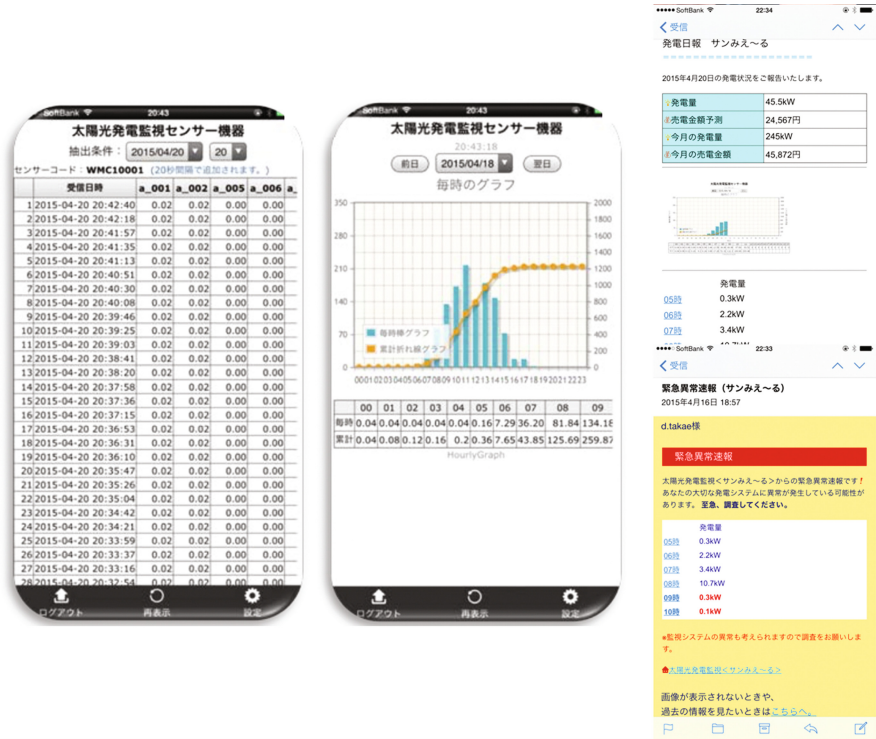 SoftBank 20:43
太陽光発電監視センサー機器
抽出条件： 2015/04/20 20
センサーコード：WMC10001 (20秒間隔で追加されます。)
受信日時 a_001 a_002 a_005 a_006 a_
1 2015-04-20 20:42:40 0.02 0.02 0.00 0.00
2 2015-04-20 20:42:18 0.02 0.02 0.00 0.00
3 2015-04-20 20:41:57 0.02 0.02 0.00 0.00
4 2015-04-20 20:41:35 0.02 0.02 0.00 0.00
5 2015-04-20 20:41:13 0.02 0.02 0.00 0.00
6 2015-04-20 20:40:51 0.02 0.02 0.00 0.00
7 2015-04-20 20:40:30 0.02 0.02 0.00 0.00
8 2015-04-20 20:40:08 0.02 0.02 0.00 0.00
9 2015-04-20 20:39:46 0.02 0.02 0.00 0.00
10 2015-04-20 20:39:25 0.02 0.02 0.00 0.00
11 2015-04-20 20:39:03 0.02 0.02 0.00 0.00
12 2015-04-20 20:38:41 0.02 0.02 0.00 0.00
13 2015-04-20 20:38:20 0.02 0.02 0.00 0.00
14 2015-04-20 20:37:58 0.02 0.02 0.00 0.00
15 2015-04-20 20:37:36 0.02 0.02 0.00 0.00
16 2015-04-20 20:37:15 0.02 0.02 0.00 0.00
17 2015-04-20 20:36:53 0.02 0.02 0.00 0.00
18 2015-04-20 20:36:31 0.02 0.02 0.00 0.00
19 2015-04-20 20:36:10 0.02 0.02 0.00 0.00
20 2015-04-20 20:35:47 0.02 0.02 0.00 0.00
21 2015-04-20 20:35:26 0.02 0.02 0.00 0.00
22 2015-04-20 20:35:04 0.02 0.02 0.00 0.00
23 2015-04-20 20:34:42 0.02 0.02 0.00 0.00
24 2015-04-20 20:34:21 0.02 0.02 0.00 0.00
25 2015-04-20 20:33:59 0.02 0.02 0.00 0.00
26 2015-04-20 20:33:37 0.02 0.02 0.00 0.00
27 2015-04-20 20:33:16 0.02 0.02 0.00 0.00
28 2015-04-20 20:32:54 0.02 0.02 0.00 0.00
ログアウト 再表示 設定
SoftBank 20:43
太陽光発電監視センサー機器
20:43:18
前日 2015/04/18 翌日
毎時のグラフ
350 2000
1800
280 1600
1400
210 1200
1000
140 800
600
70 400
200
0 0
毎時棒グラフ
累計折れ線グラフ
00 01 02 03 04 05 06 07 08 09 10 11 12 13 14 15 16 17 18 19 20 21 22 23
00 01 02 03 04 05 06 07 08 09
毎時 0.04 0.04 0.04 0.04 0.04 0.16 7.29 36.20 81.84 134.18
累計 0.04 0.08 0.12 0.16 0.2 0.36 7.65 43.85 125.69 259.87
HourlyGraph
ログアウト 再表示 設定
SoftBank 22:34
受信
発電日報 サンみえ〜る
2015年4月20日の発電状況をご報告いたします。
発電量 45.5kW
売電金額予測 24,567円
今月の発電量 245kW
今月の売電金額 45,872円
発電量
05時 0.3kW
06時 2.2kW
07時 3.4kW
SoftBank 22:33
受信
緊急異常速報（サンみえ〜る）
2015年4月16日 18:57
d.takae様
緊急異常速報
太陽光発電監視＜サンみえ〜る＞からの緊急異常速報です！
あなたの大切な発電システムに異常が発生している可能性が
あります。 至急、調査してください。
発電量
05時 0.3kW
06時 2.2kW
07時 3.4kW
08時 10.7kW
09時 0.3kW
10時 0.1kW
*監視システムの異常も考えられますので調査をお願いしま
す。
太陽光発電監視＜サンみえ〜る＞
画像が表示されないときや、
過去の情報を見たいときはこちらへ。